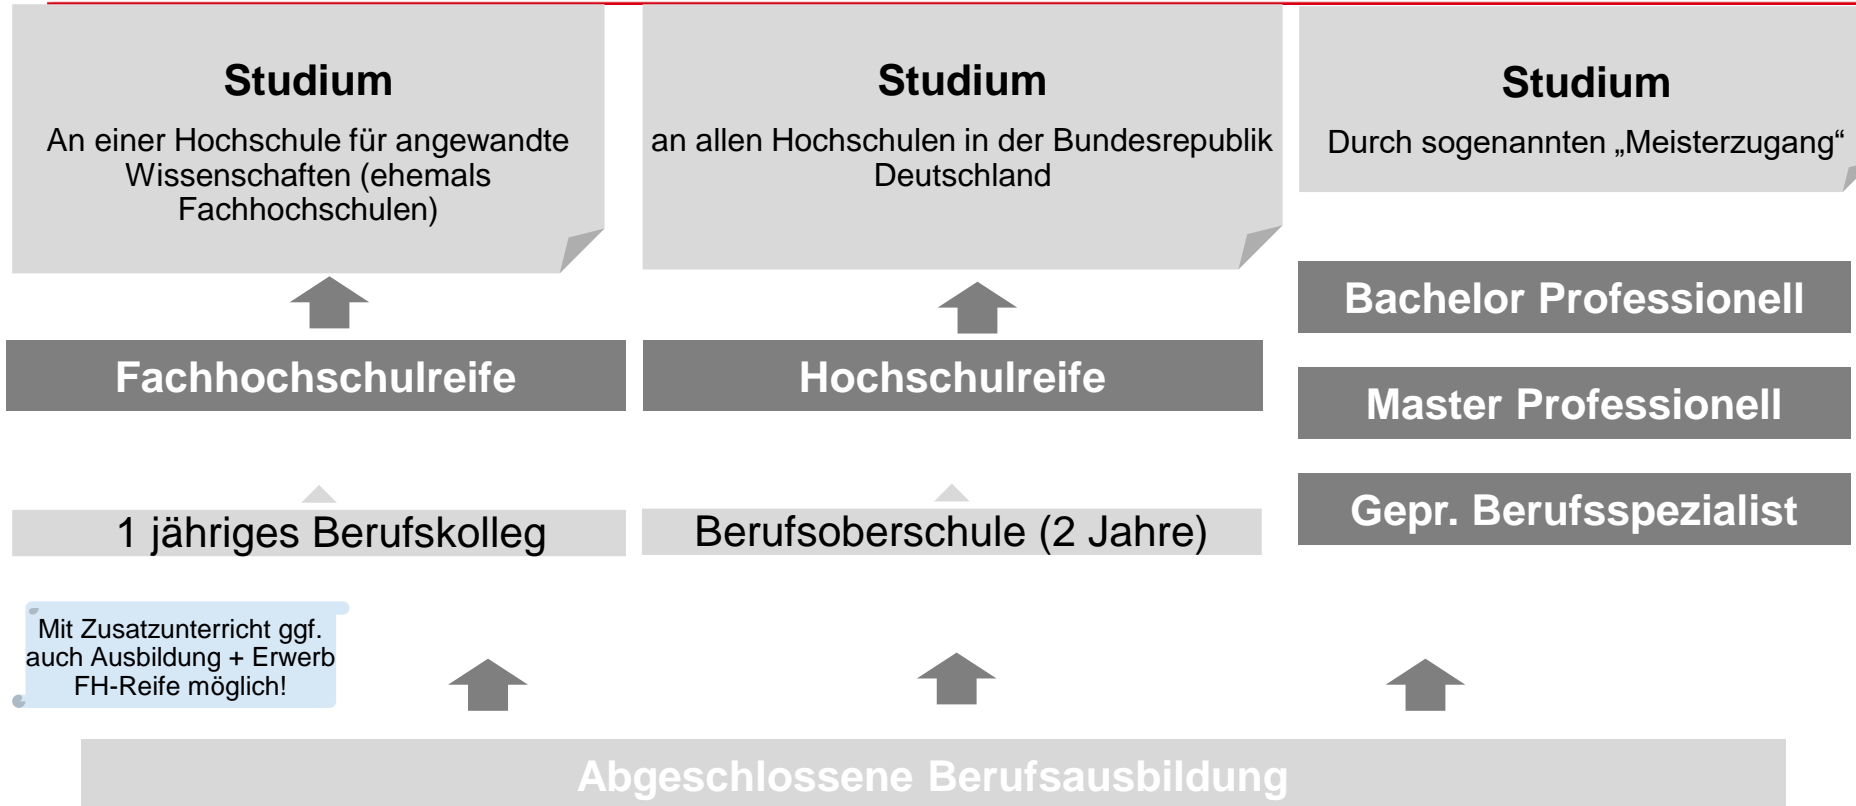 Studium
An einer Hochschule für angewandte
Wissenschaften (ehemals
Fachhochschulen)
Studium
an allen Hochschulen in der Bundesrepublik
Deutschland
Studium
Durch sogenannten „Meisterzugang“
Fachhochschulreife
Hochschulreife
Bachelor Professionell
Master Professionell
Gepr. Berufsspezialist
1 jähriges Berufskolleg
Berufsoberschule (2 Jahre)
Mit Zusatzunterricht ggf.
auch Ausbildung + Erwerb
FH-Reife möglich!
Abgeschlossene Berufsausbildung